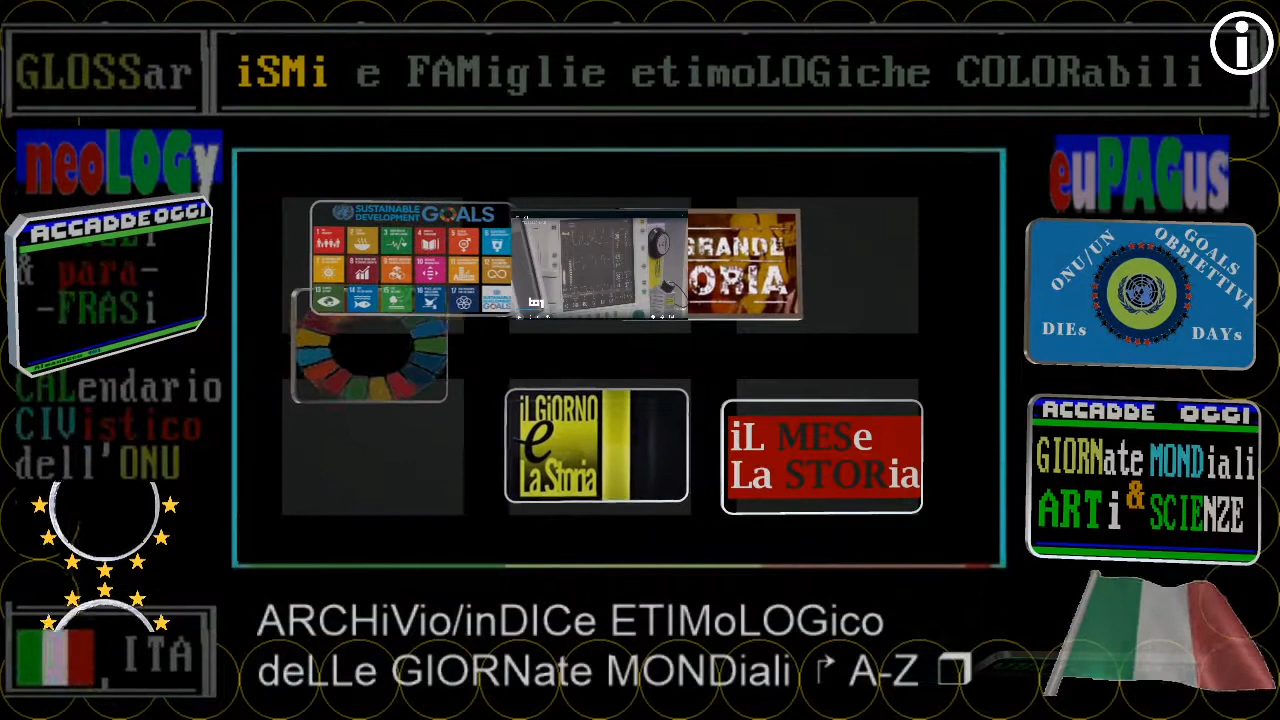 GLOSSar
iSMi e FAMiglie etimoLOGiche COLORabili
i
neoLOGy
ACCADDE OGGI
& para-
-FRASi
CALendario
CIVistico
dell'ONU
ITA
SUSTAINABLE
DEVELOPMENT GOALS
GRANDE
ORIA
iL GiORNO
e
La Storia
iL MESe
La STORia
euPAGus
ONU/UN
GOALS
OBBIETTIVI
DIEs
DAYs
ACCADDE OGGI
GIORNate MONDiali
ARTi & SCIENZE
ARCHiVio/inDICe ETIMoLOGico
deLLe GIORNate MONDiali ↱ A-Z ❒